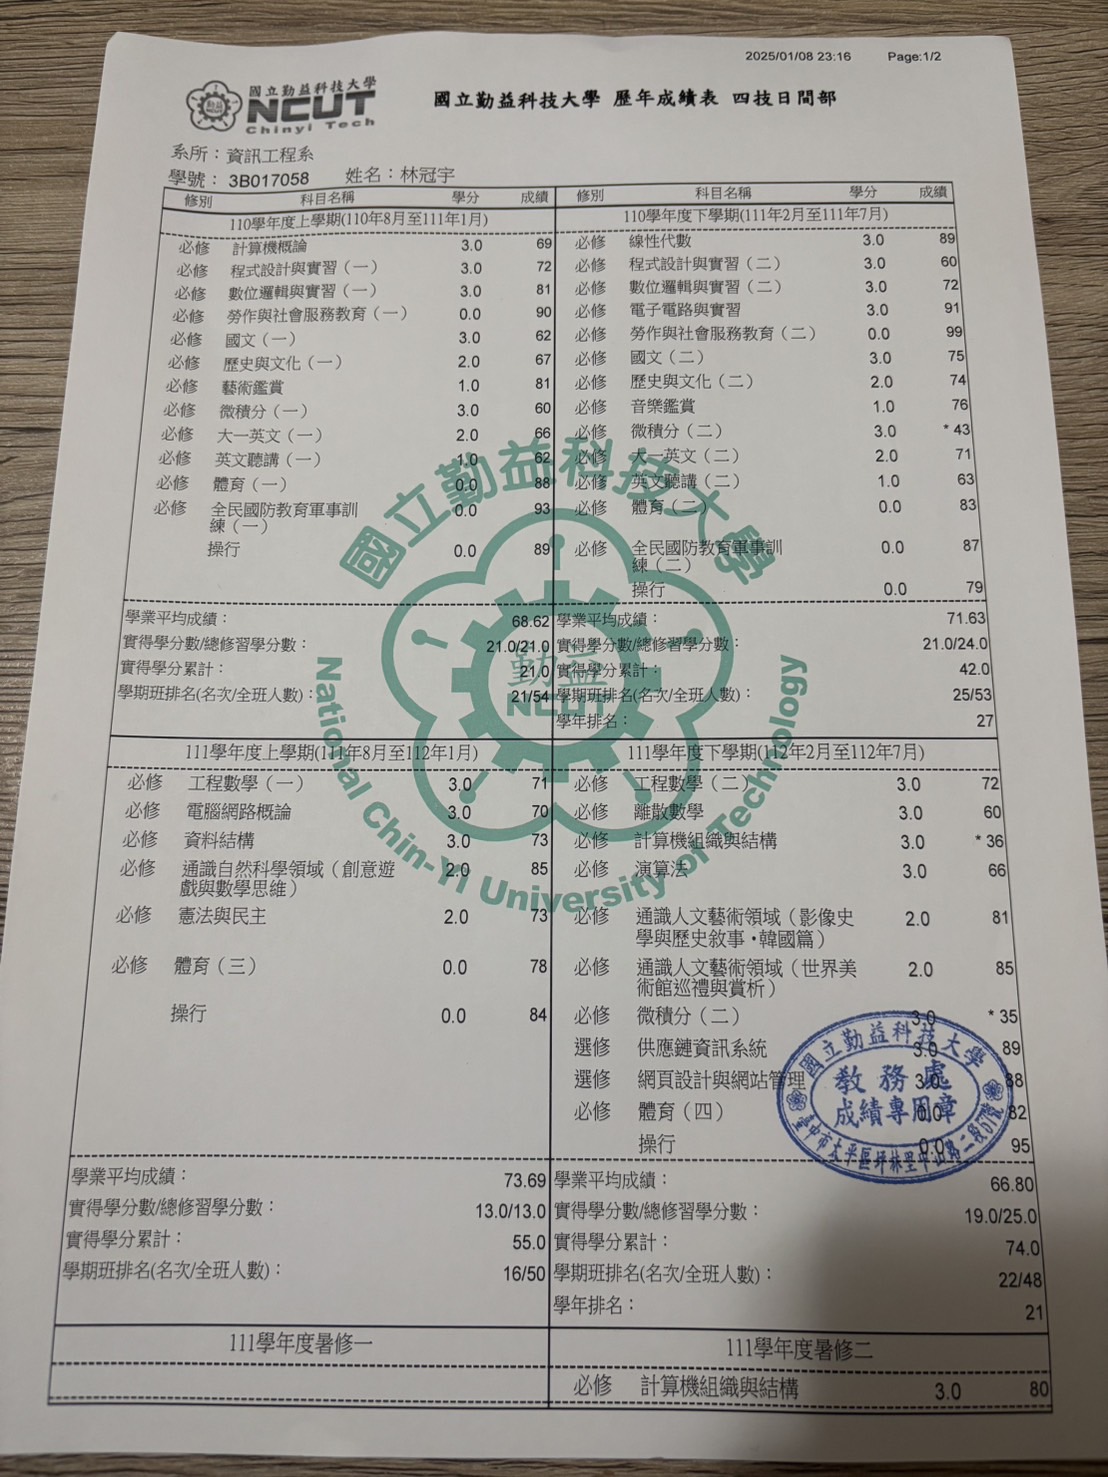 2025/01/08 23:16 Page:1/2
國立勤益科技大學
NCUT
Chinyi Tech
國立勤益科技大學 歷年成績表 四技日間部
系所：資訊工程系
學號：3B017058 姓名：林冠宇
修別 科目名稱 學分 成績
110學年度上學期(110年8月至111年1月)
必修 計算機概論 3.0 69
必修 程式設計與實習（一） 3.0 72
必修 數位邏輯與實習（一） 3.0 81
必修 勞作與社會服務教育（一） 0.0 90
必修 國文（一） 3.0 62
必修 歷史與文化（一） 2.0 67
必修 藝術鑑賞 1.0 81
必修 微積分（一） 3.0 60
必修 大一英文（一） 2.0 66
必修 英文聽講（一） 1.0 62
必修 體育（一） 0.0 88
必修 全民國防教育軍事訓 0.0 93
練（一）
操行 0.0 89
學業平均成績： 68.62
實得學分數/總修習學分數： 21.0/21.0
實得學分累計： 21.0
學期班排名(名次/全班人數)： 21/54
修別 科目名稱 學分 成績
110學年度下學期(111年2月至111年7月)
必修 線性代數 3.0 89
必修 程式設計與實習（二） 3.0 60
必修 數位邏輯與實習（二） 3.0 72
必修 電子電路與實習 3.0 91
必修 勞作與社會服務教育（二） 0.0 99
必修 國文（二） 3.0 75
必修 歷史與文化（二） 2.0 74
必修 音樂鑑賞 1.0 76
必修 微積分（二） 3.0 * 43
必修 大一英文（二） 2.0 71
必修 英文聽講（二） 1.0 63
必修 體育（二） 0.0 83
必修 全民國防教育軍事訓 0.0 87
練（二）
操行 0.0 79
學業平均成績： 71.63
實得學分數/總修習學分數： 21.0/24.0
實得學分累計： 42.0
學期班排名(名次/全班人數)： 25/53
學年排名： 27
111學年度上學期(111年8月至112年1月)
必修 工程數學（一） 3.0 71
必修 電腦網路概論 3.0 70
必修 資料結構 3.0 73
必修 通識自然科學領域（創意遊 2.0 85
戲與數學思維）
必修 憲法與民主 2.0 73
必修 體育（三） 0.0 78
操行 0.0 84
學業平均成績： 73.69
實得學分數/總修習學分數： 13.0/13.0
實得學分累計： 55.0
學期班排名(名次/全班人數)： 16/50
111學年度下學期(112年2月至112年7月)
必修 工程數學（二） 3.0 72
必修 離散數學 3.0 60
必修 計算機組織與結構 3.0 * 36
必修 演算法 3.0 66
必修 通識人文藝術領域（影像史 2.0 81
學與歷史敘事・韓國篇）
必修 通識人文藝術領域（世界美 2.0 85
術館巡禮與賞析）
必修 微積分（二） 3.0 * 35
選修 供應鏈資訊系統 3.0 89
選修 網頁設計與網站管理 3.0 88
必修 體育（四） 0.0 82
操行 0.0 95
學業平均成績： 66.80
實得學分數/總修習學分數： 19.0/25.0
實得學分累計： 74.0
學期班排名(名次/全班人數)： 22/48
學年排名： 21
111學年度暑修一
111學年度暑修二
必修 計算機組織與結構 3.0 80
國立勤益科技大學
勤益
NCUT
National Chin-Yi University of Technology
國立勤益科技大學
教務處
成績專用章
臺中市太平區坪林里中山路二段57號